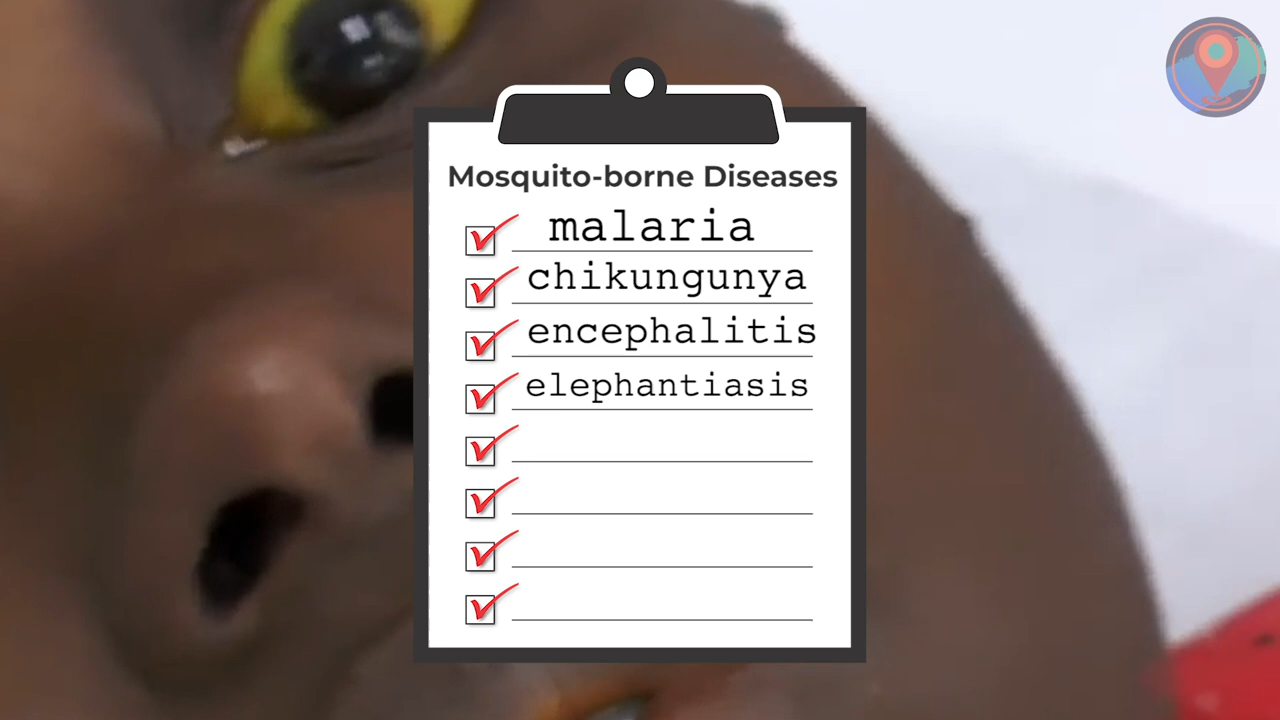 Mosquito-borne Diseases
malaria
chikungunya
encephalitis
elephantiasis